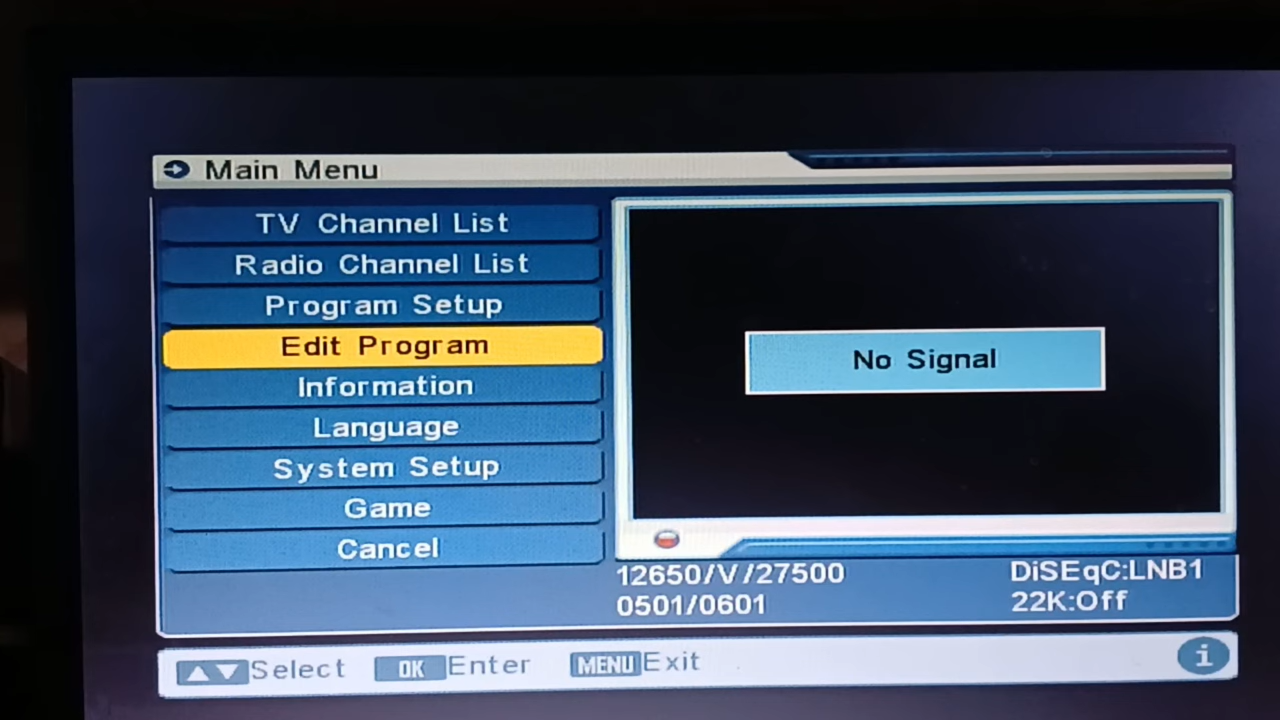 Main Menu
TV Channel List
Radio Channel List
Program Setup
Edit Program
Information
Language
System Setup
Game
Cancel
No Signal
12650/V/27500 DiSEqC:LNB1
0501/0601 22K:Off
Select OK Enter MENU Exit i